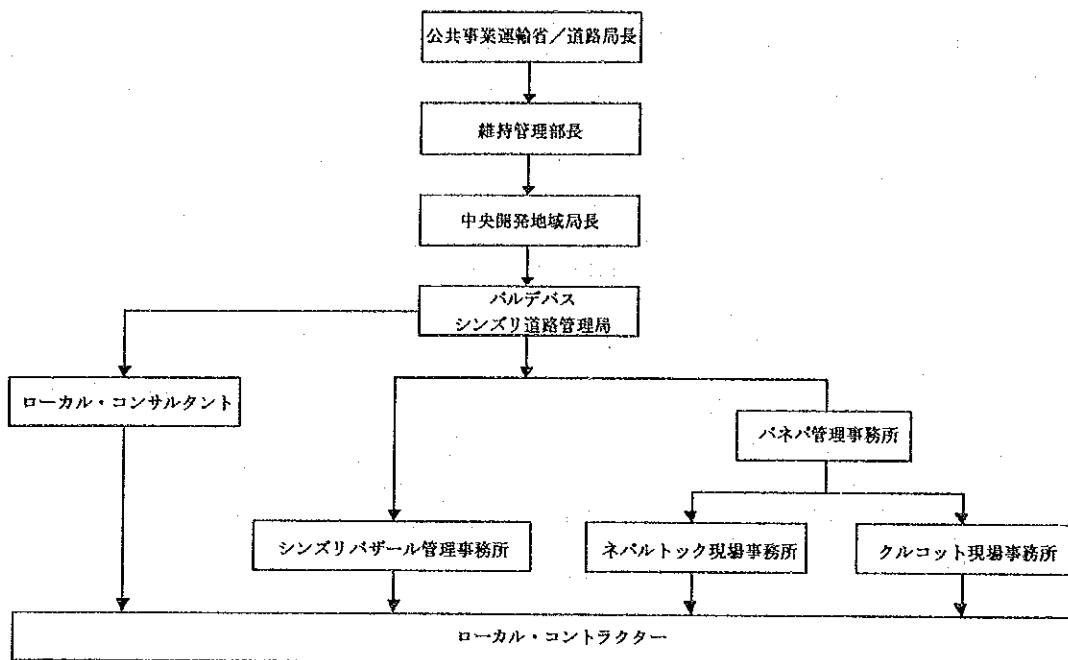 公共事業運輸省／道路局長
維持管理部長
中央開発地域局長
バルデバス
シンズリ道路管理局
ローカル・コンサルタント
バネパ管理事務所
シンズリバザール管理事務所
ネパルトック現場事務所
クルコット現場事務所
ローカル・コントラクター